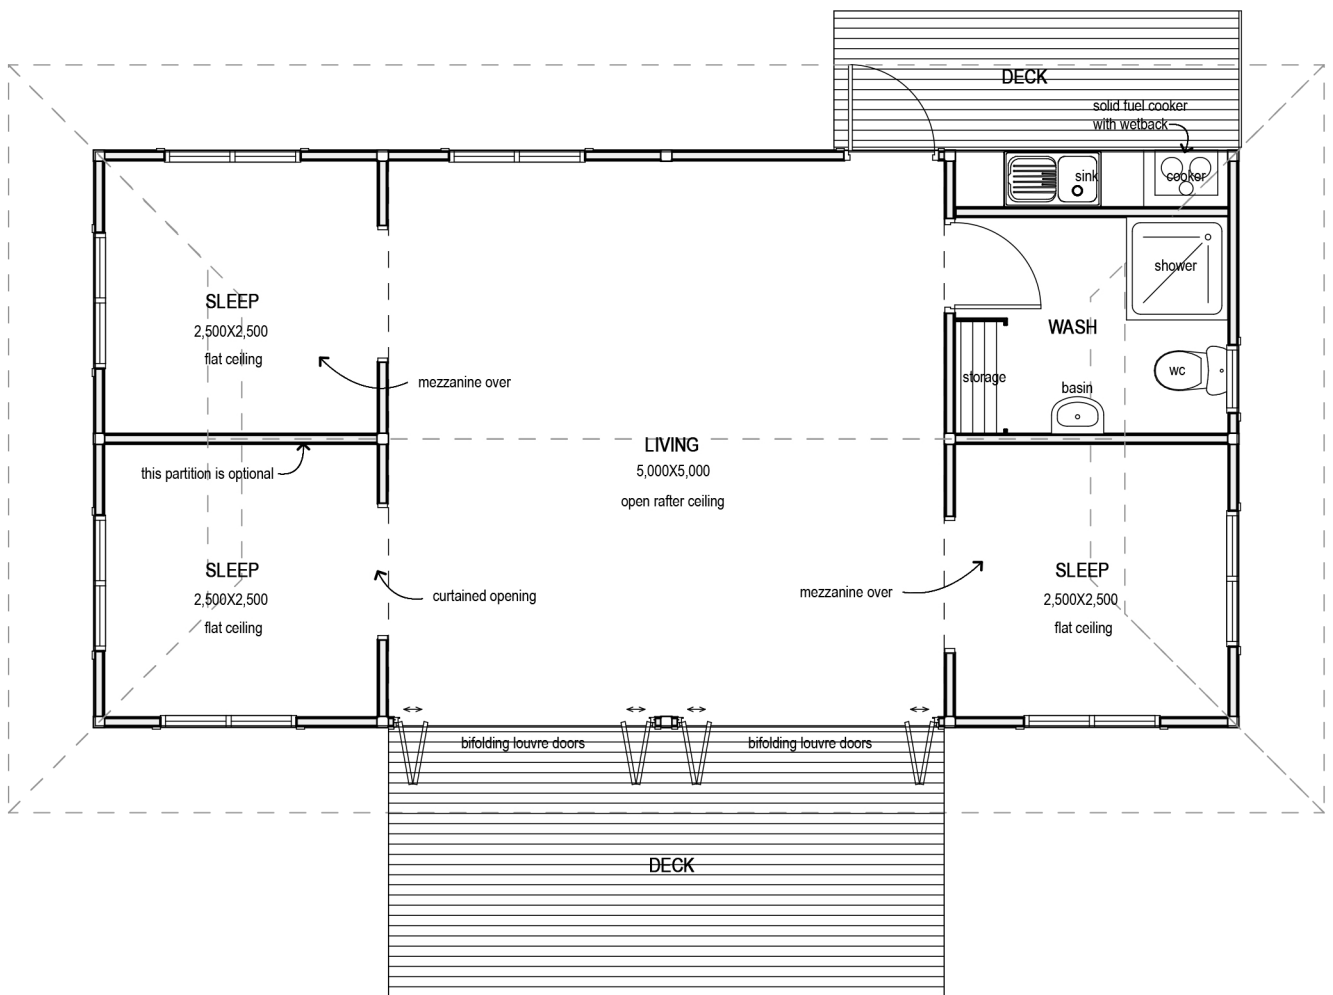 DECK
solid fuel cooker
with wetback
sink
cooker
shower
SLEEP
2,500X2,500
flat ceiling
WASH
mezzanine over
storage
wc
basin
LIVING
5,000X5,000
open rafter ceiling
this partition is optional
SLEEP
2,500X2,500
flat ceiling
curtained opening
mezzanine over
SLEEP
2,500X2,500
flat ceiling
bifolding louvre doors
bifolding louvre doors
DECK